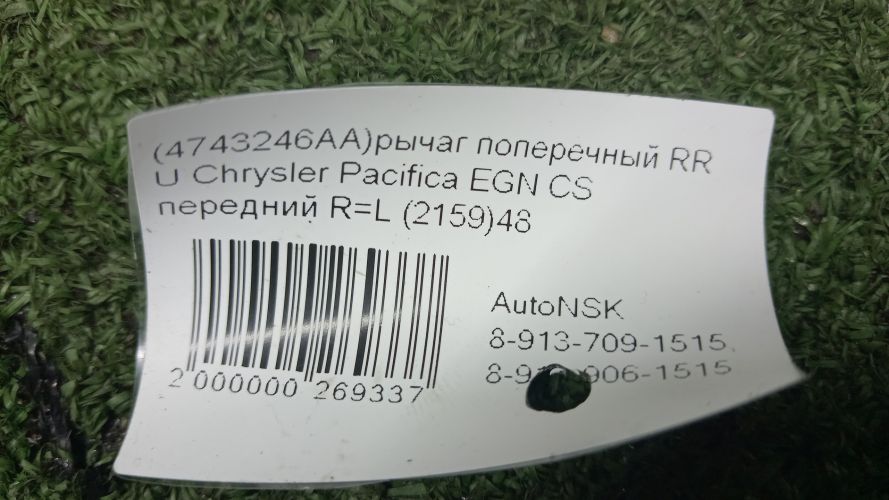 (4743246AA)рычаг поперечный RR
U Chrysler Pacifica EGN CS
передний R=L (2159)48
AutoNSK
8-913-709-1515
2 000000 269337